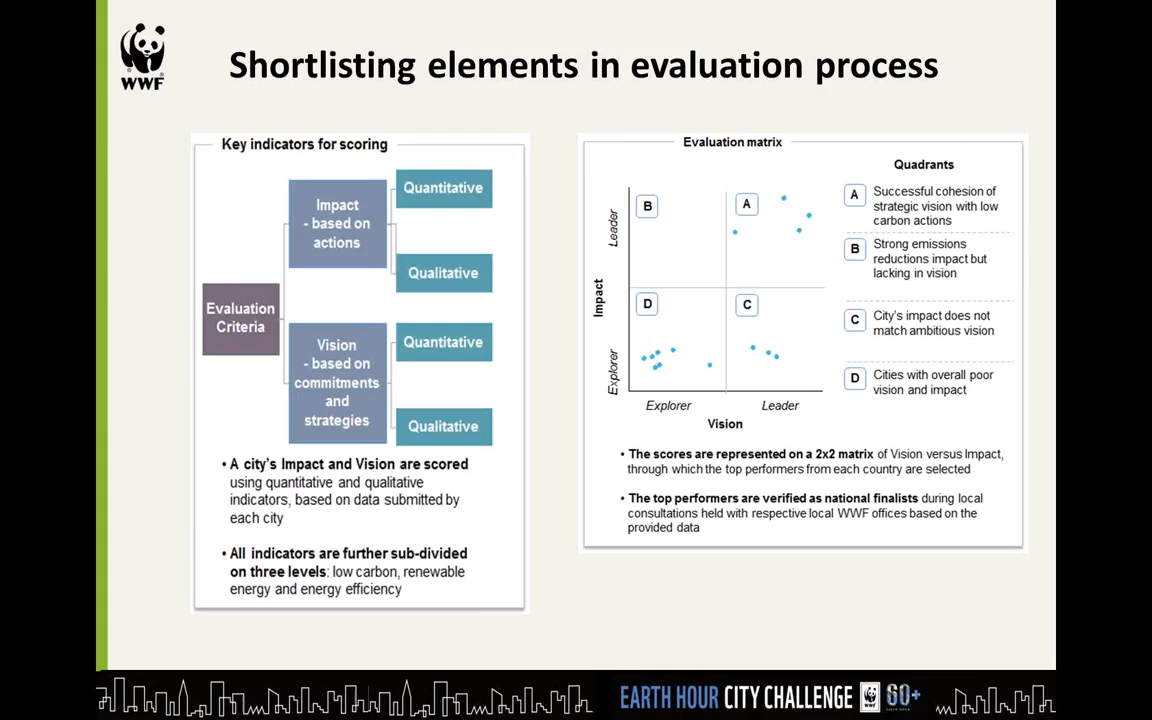 WWF
Shortlisting elements in evaluation process
Key indicators for scoring
Evaluation
Criteria
Impact
- based on
actions
Quantitative
Qualitative
Vision
- based on
commitments
and
strategies
Quantitative
Qualitative
• A city's Impact and Vision are scored
using quantitative and qualitative
indicators, based on data submitted by
each city
• All indicators are further sub-divided
on three levels: low carbon, renewable
energy and energy efficiency
Evaluation matrix
Impact
Leader
Explorer
B
A
D
C
Explorer
Leader
Vision
Quadrants
A
Successful cohesion of
strategic vision with low
carbon actions
B
Strong emissions
reductions impact but
lacking in vision
C
City's impact does not
match ambitious vision
D
Cities with overall poor
vision and impact
• The scores are represented on a 2x2 matrix of Vision versus Impact,
through which the top performers from each country are selected
• The top performers are verified as national finalists during local
consultations held with respective local WWF offices based on the
provided data
EARTH HOUR CITY CHALLENGE
60+